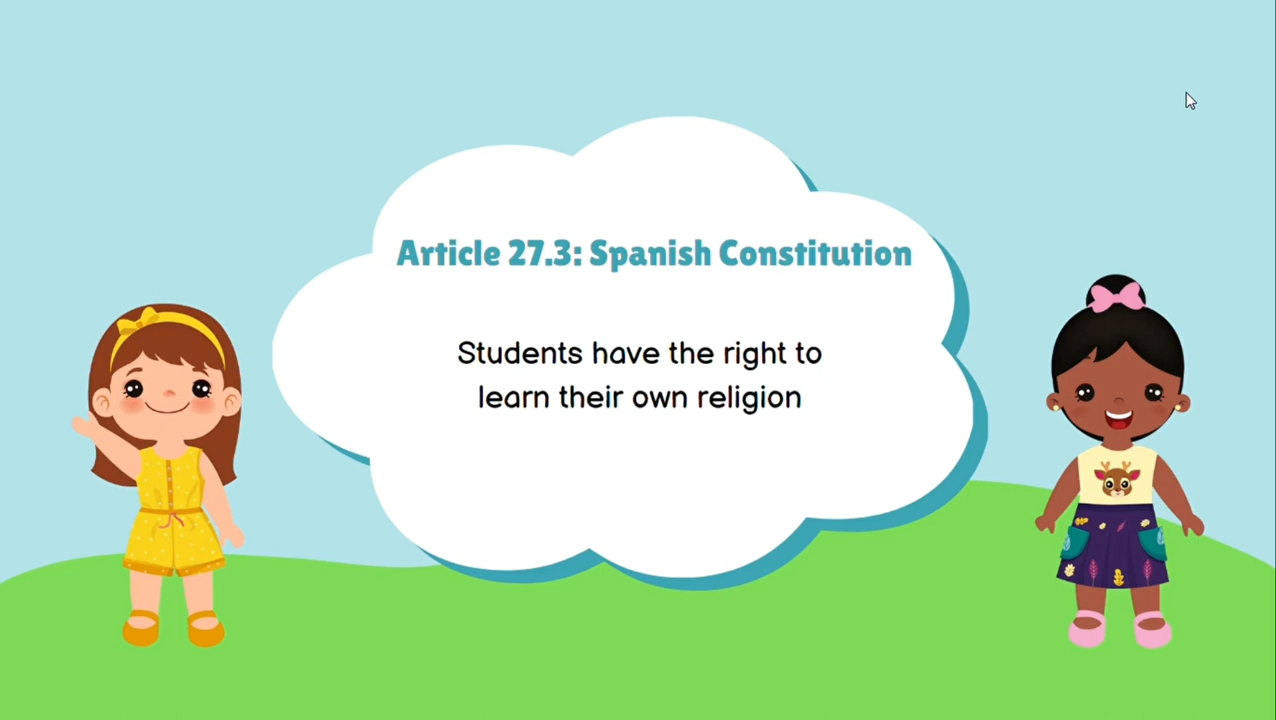 Article 27.3: Spanish Constitution
Students have the right to
learn their own religion